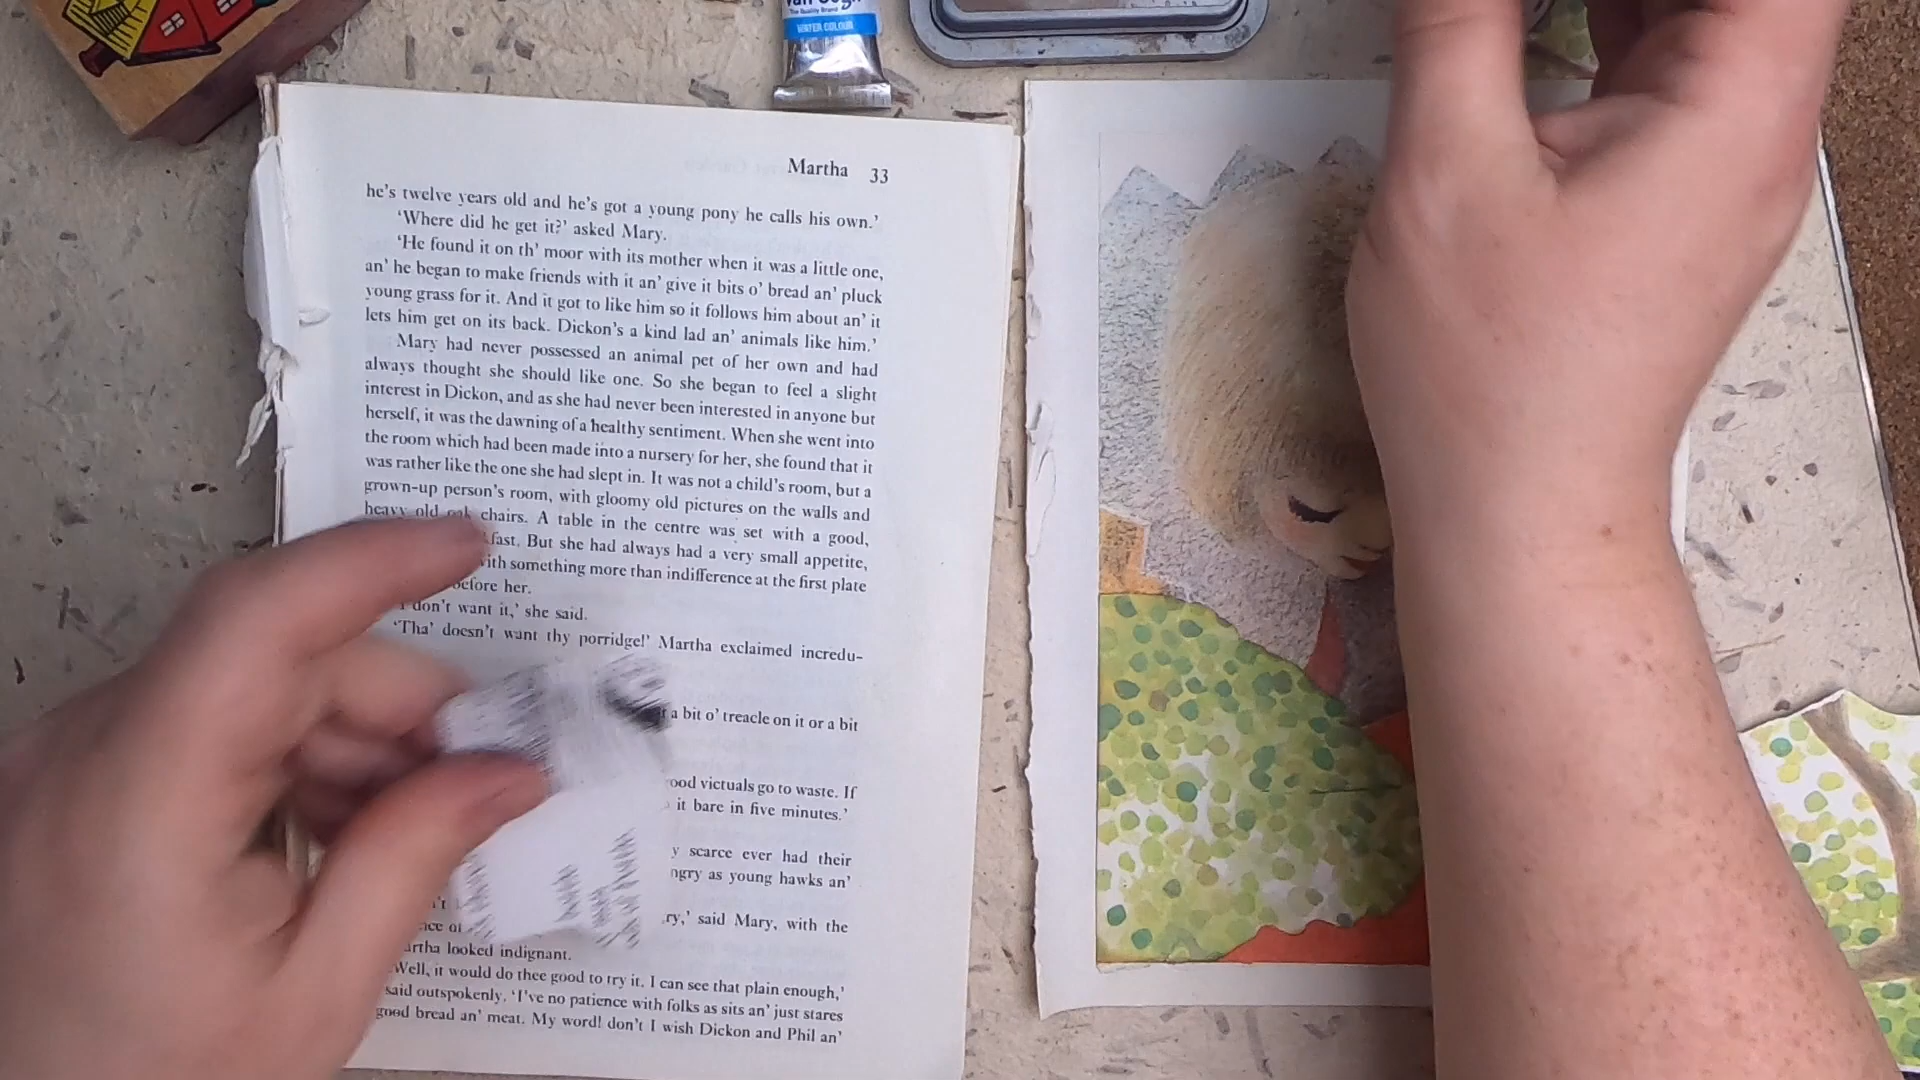 Van Gogh
The Quality Brand
WATER COLOUR
Martha 33
he's twelve years old and he's got a young pony he calls his own.'
'Where did he get it?' asked Mary.
'He found it on th' moor with its mother when it was a little one,
an' he began to make friends with it an' give it bits o' bread an' pluck
young grass for it. And it got to like him so it follows him about an' it
lets him get on its back. Dickon's a kind lad an' animals like him.'
Mary had never possessed an animal pet of her own and had
always thought she should like one. So she began to feel a slight
interest in Dickon, and as she had never been interested in anyone but
herself, it was the dawning of a healthy sentiment. When she went into
the room which had been made into a nursery for her, she found that it
was rather like the one she had slept in. It was not a child's room, but a
grown-up person's room, with gloomy old pictures on the walls and
heavy old oak chairs. A table in the centre was set with a good,
fast. But she had always had a very small appetite,
with something more than indifference at the first plate
before her.
'I don't want it,' she said.
'Tha' doesn't want thy porridge!' Martha exclaimed incredu-
a bit o' treacle on it or a bit
ood victuals go to waste. If
it bare in five minutes.'
y scarce ever had their
ngry as young hawks an'
ry,' said Mary, with the
artha looked indignant.
'Well, it would do thee good to try it. I can see that plain enough,'
said outspokenly. 'I've no patience with folks as sits an' just stares
good bread an' meat. My word! don't I wish Dickon and Phil an'